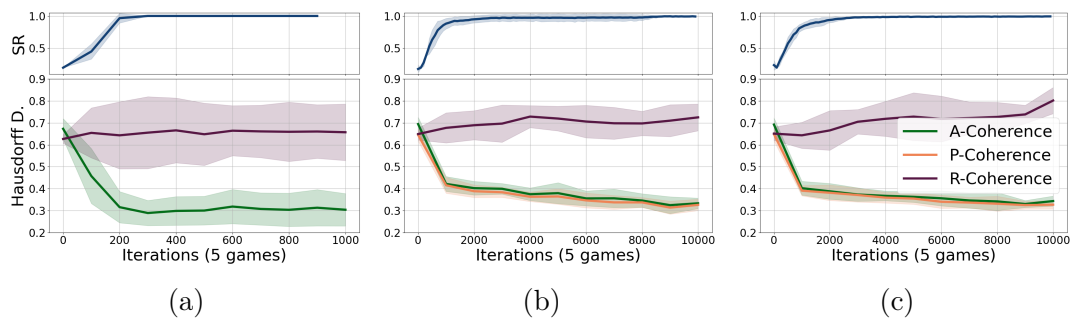 SR
1.0
0.5
Hausdorff D.
0.9
0.8
0.7
0.6
0.5
0.4
0.3
0.2
0 200 400 600 800 1000
Iterations (5 games)
(a)
1.0
0.5
0.9
0.8
0.7
0.6
0.5
0.4
0.3
0.2
0 2000 4000 6000 8000 10000
Iterations (5 games)
(b)
1.0
0.5
0.9
0.8
0.7
0.6
0.5
0.4
0.3
0.2
A-Coherence
P-Coherence
R-Coherence
0 2000 4000 6000 8000 10000
Iterations (5 games)
(c)